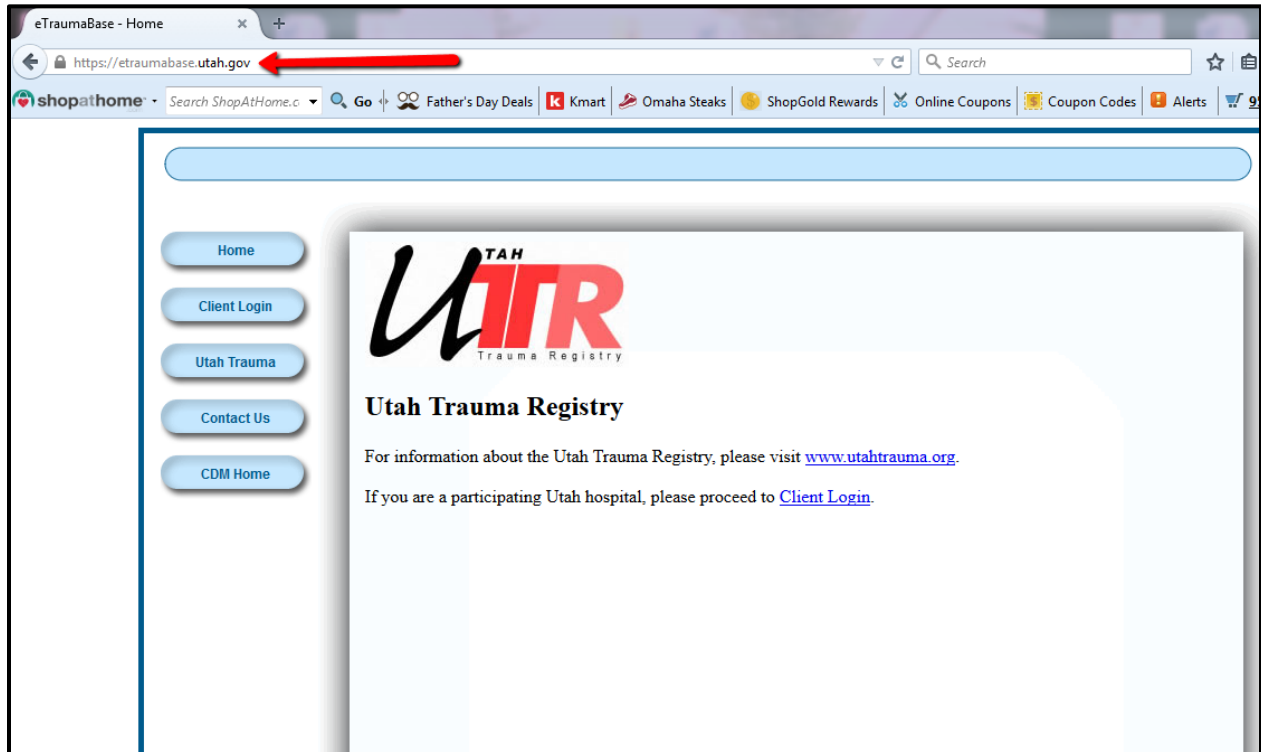 eTraumaBase - Home
https://etraumabase.utah.gov
Search
shopathome
Search ShopAtHome.c
Go
Father's Day Deals
Kmart
Omaha Steaks
ShopGold Rewards
Online Coupons
Coupon Codes
Alerts
Home
Client Login
Utah Trauma
Contact Us
CDM Home
UTAH
UTR
Trauma Registry
Utah Trauma Registry
For information about the Utah Trauma Registry, please visit www.utahtrauma.org.
If you are a participating Utah hospital, please proceed to Client Login.